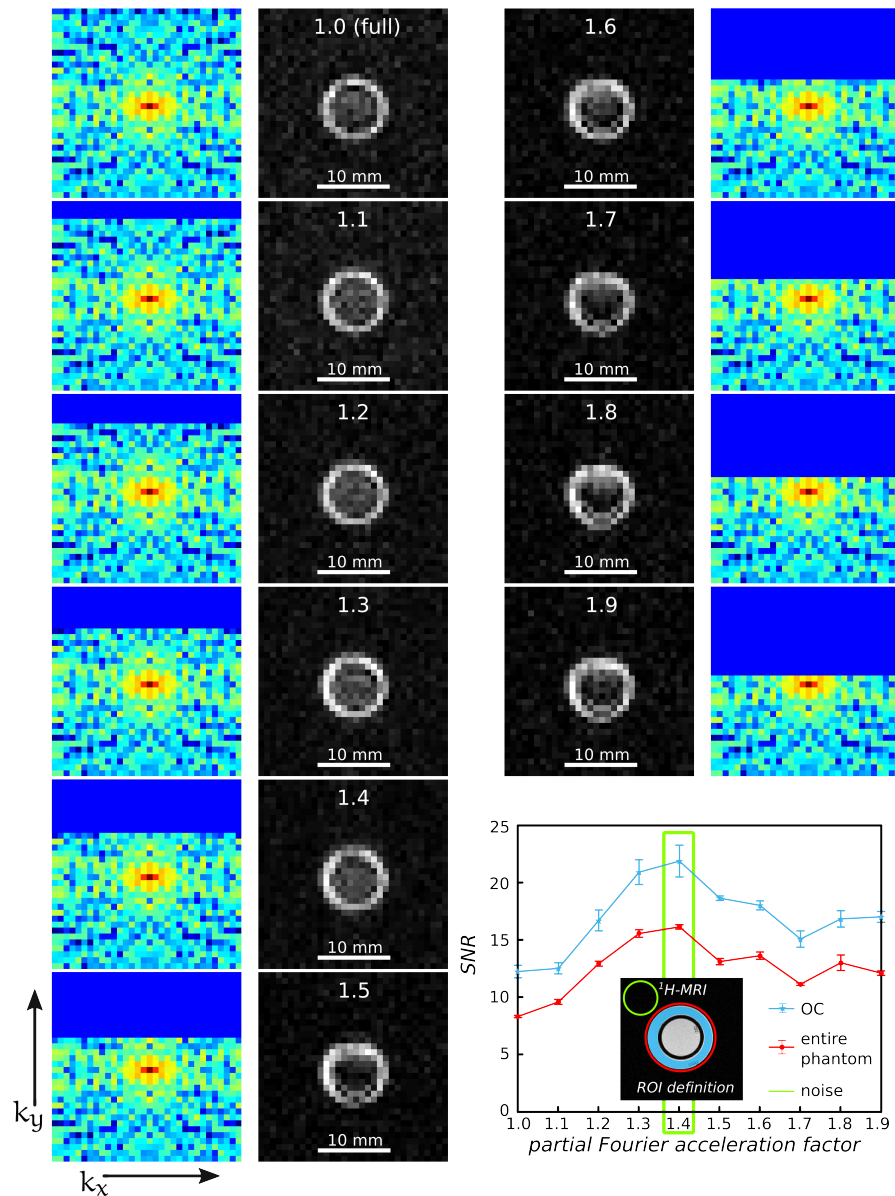 1.0 (full)
10 mm
1.1
10 mm
1.2
10 mm
1.3
10 mm
1.4
10 mm
1.5
10 mm
k_y
k_x
1.6
10 mm
1.7
10 mm
1.8
10 mm
1.9
10 mm
25
20
15
10
5
0
SNR
1.0 1.1 1.2 1.3 1.4 1.5 1.6 1.7 1.8 1.9
partial Fourier acceleration factor
¹H-MRI
ROI definition
OC
entire
phantom
noise